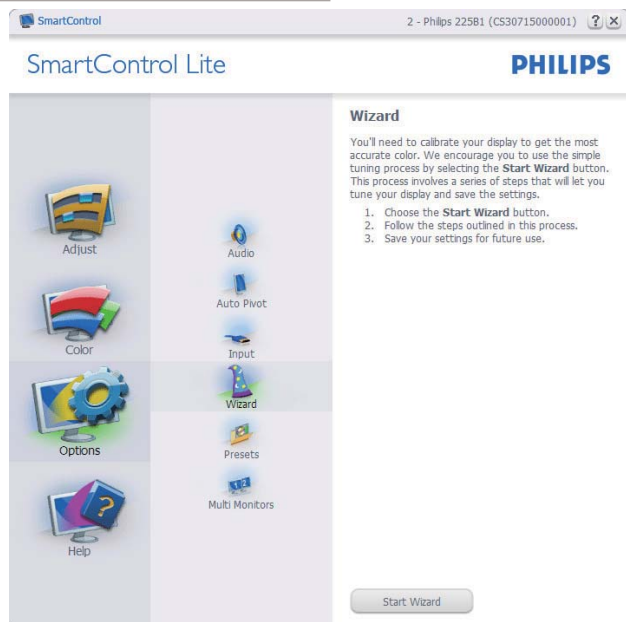 SmartControl
2 - Philips 225B1 (CS30715000001)
? X
SmartControl Lite
PHILIPS
Adjust
Color
Options
?
Help
Audio
Auto Pivot
Input
Wizard
Presets
1 2
Multi Monitors
Wizard
You'll need to calibrate your display to get the most
accurate color. We encourage you to use the simple
tuning process by selecting the Start Wizard button.
This process involves a series of steps that will let you
tune your display and save the settings.
1. Choose the Start Wizard button.
2. Follow the steps outlined in this process.
3. Save your settings for future use.
Start Wizard